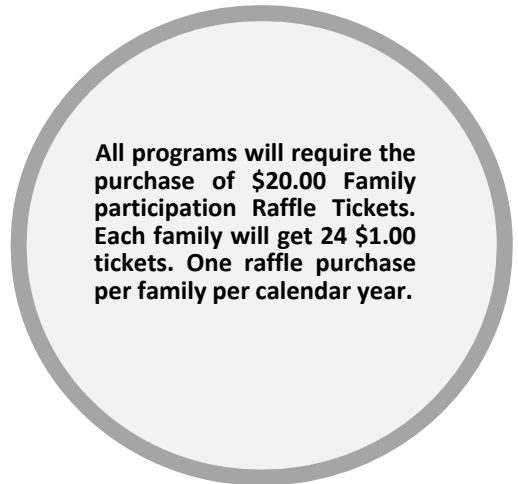 All programs will require the
purchase of $20.00 Family
participation Raffle Tickets.
Each family will get 24 $1.00
tickets. One raffle purchase
per family per calendar year.